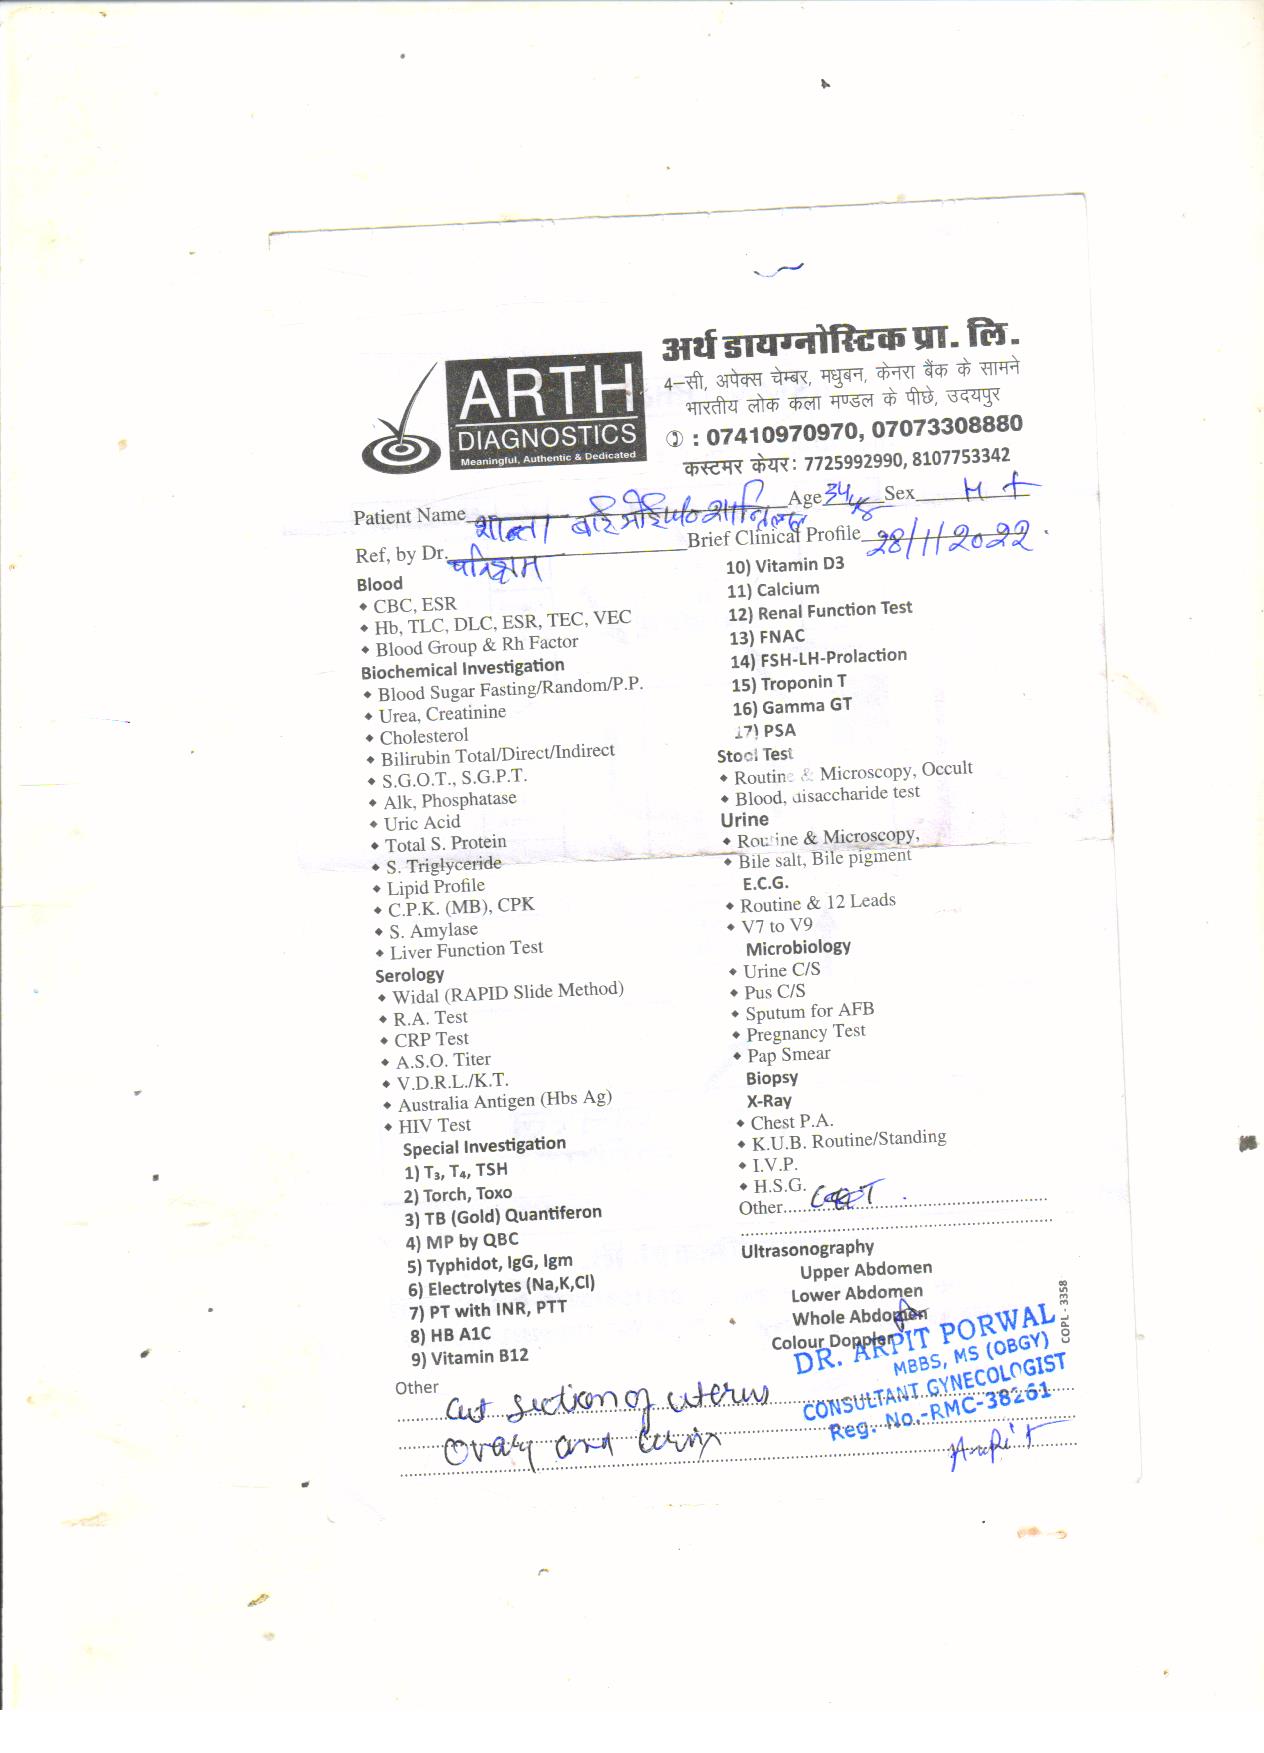 अर्थ डायग्नोस्टिक प्रा. लि.
4-सी, अपेक्स चेम्बर, मधुबन, केनरा बैंक के सामने
भारतीय लोक कला मण्डल के पीछे, उदयपुर
: 07410970970, 07073308880
कस्टमर केयर: 7725992990, 8107753342
ARTH
DIAGNOSTICS
Meaningful, Authentic & Dedicated
Patient Name शान्ता बाई Age 34 Sex
Ref, by Dr. Brief Clinical Profile 28/1/2022
Blood
CBC, ESR
Hb, TLC, DLC, ESR, TEC, VEC
Blood Group & Rh Factor
Biochemical Investigation
Blood Sugar Fasting/Random/P.P.
Urea, Creatinine
Cholesterol
Bilirubin Total/Direct/Indirect
S.G.O.T., S.G.P.T.
Alk, Phosphatase
Uric Acid
Total S. Protein
S. Triglyceride
Lipid Profile
C.P.K. (MB), CPK
S. Amylase
Liver Function Test
Serology
Widal (RAPID Slide Method)
R.A. Test
CRP Test
A.S.O. Titer
V.D.R.L./K.T.
Australia Antigen (Hbs Ag)
HIV Test
Special Investigation
1) T₃, T₄, TSH
2) Torch, Toxo
3) TB (Gold) Quantiferon
4) MP by QBC
5) Typhidot, IgG, Igm
6) Electrolytes (Na,K,Cl)
7) PT with INR, PTT
8) HB A1C
9) Vitamin B12
10) Vitamin D3
11) Calcium
12) Renal Function Test
13) FNAC
14) FSH-LH-Prolaction
15) Troponin T
16) Gamma GT
17) PSA
Stool Test
Routine & Microscopy, Occult
Blood, disaccharide test
Urine
Routine & Microscopy,
Bile salt, Bile pigment
E.C.G.
Routine & 12 Leads
V7 to V9
Microbiology
Urine C/S
Pus C/S
Sputum for AFB
Pregnancy Test
Pap Smear
Biopsy
X-Ray
Chest P.A.
K.U.B. Routine/Standing
I.V.P.
H.S.G.
Other
Ultrasonography
Upper Abdomen
Lower Abdomen
Whole Abdomen
Colour Doppler
COPL - 3358
DR. ARPIT PORWAL
MBBS, MS (OBGY)
CONSULTANT GYNECOLOGIST
Reg. No.-RMC-38261
Other cut section of uterus
Ovary and cervix
Arpit